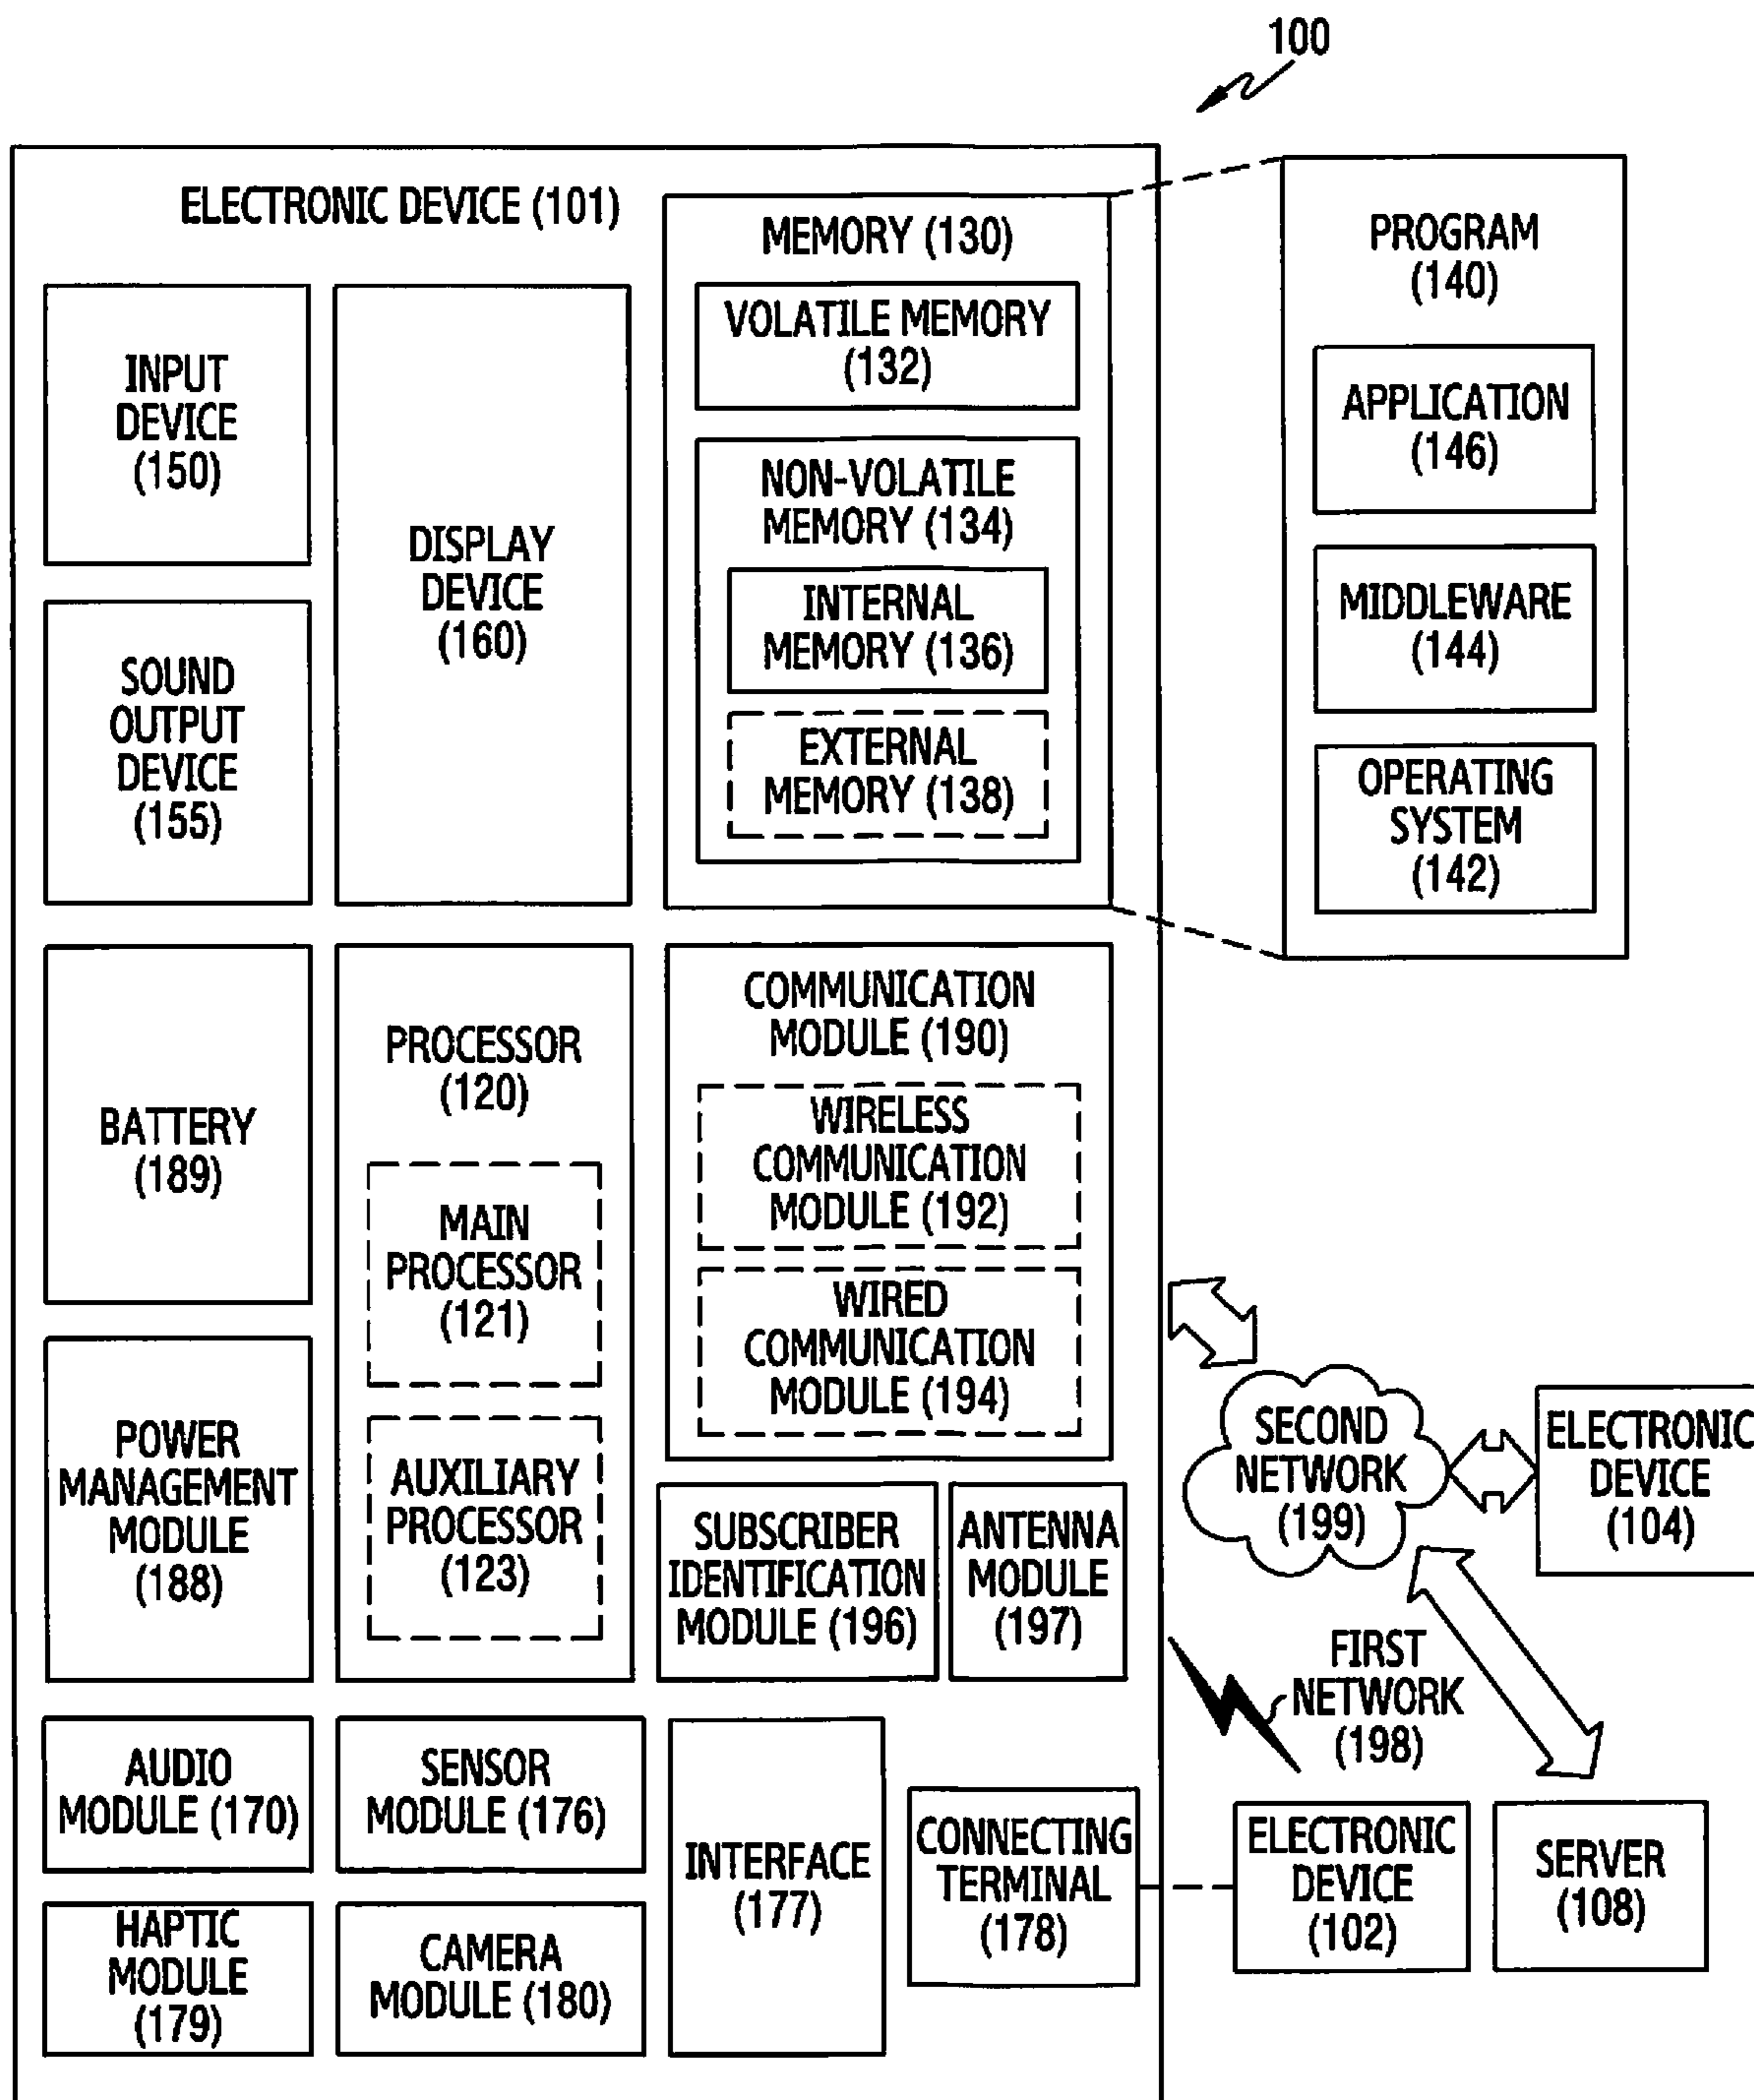 100
ELECTRONIC DEVICE (101)
INPUT
DEVICE
(150)
SOUND
OUTPUT
DEVICE
(155)
DISPLAY
DEVICE
(160)
MEMORY (130)
VOLATILE MEMORY
(132)
NON-VOLATILE
MEMORY (134)
INTERNAL
MEMORY (136)
EXTERNAL
MEMORY (138)
PROGRAM
(140)
APPLICATION
(146)
MIDDLEWARE
(144)
OPERATING
SYSTEM
(142)
BATTERY
(189)
POWER
MANAGEMENT
MODULE
(188)
PROCESSOR
(120)
MAIN
PROCESSOR
(121)
AUXILIARY
PROCESSOR
(123)
COMMUNICATION
MODULE (190)
WIRELESS
COMMUNICATION
MODULE (192)
WIRED
COMMUNICATION
MODULE (194)
SUBSCRIBER
IDENTIFICATION
MODULE (196)
ANTENNA
MODULE
(197)
SECOND
NETWORK
(199)
ELECTRONIC
DEVICE
(104)
FIRST
NETWORK
(198)
AUDIO
MODULE (170)
SENSOR
MODULE (176)
HAPTIC
MODULE
(179)
CAMERA
MODULE (180)
INTERFACE
(177)
CONNECTING
TERMINAL
(178)
ELECTRONIC
DEVICE
(102)
SERVER
(108)